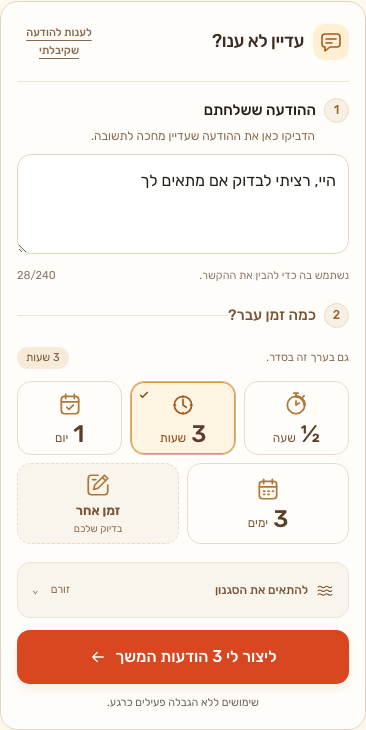 עדיין לא ענו?
לענות להודעה
שקיבלתי
1
ההודעה ששלחתם
הדביקו כאן את ההודעה שעדיין מחכה לתשובה.
היי, רציתי לבדוק אם מתאים לך
נשתמש בה כדי להבין את ההקשר.
28/240
2
כמה זמן עבר?
גם בערך זה בסדר.
3 שעות
½ שעה
3 שעות
1 יום
3 ימים
זמן אחר
בדיוק שלכם
להתאים את הסגנון
זורם
ליצור לי 3 הודעות המשך ←
שימושים ללא הגבלה פעילים כרגע.